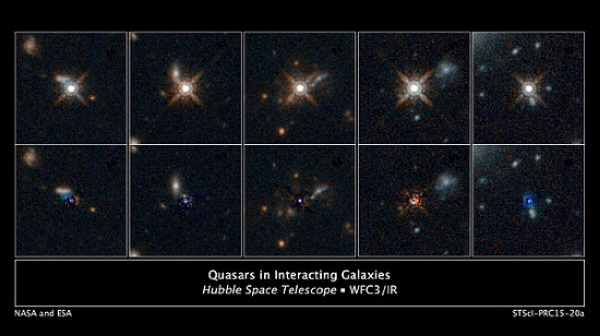 Quasars in Interacting Galaxies
Hubble Space Telescope ▪ WFC3/IR
NASA and ESA
STScI-PRC15-20a